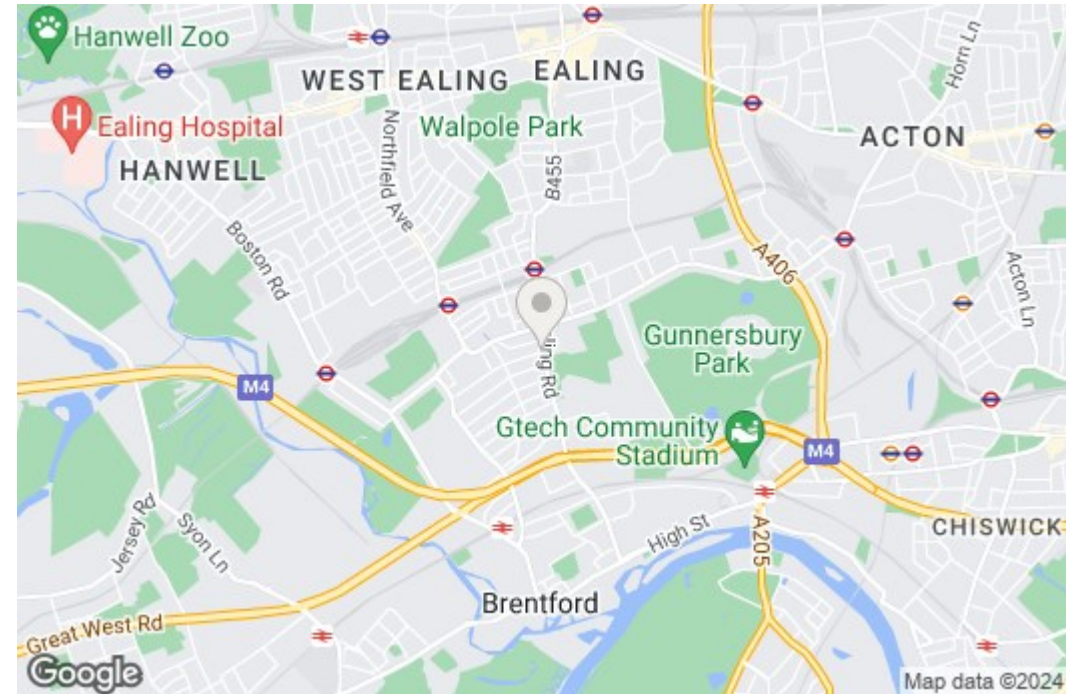 Hanwell Zoo
WEST EALING
EALING
Horn Ln
H
Ealing Hospital
Walpole Park
ACTON
HANWELL
Northfield Ave
B455
Boston Rd
A406
Acton Ln
Gunnersbury
Park
ling Rd
M4
Gtech Community
Stadium
M4
Jersey Rd
Syon Ln
High St
A205
CHISWICK
Brentford
Great West Rd
Google
Map data ©2024